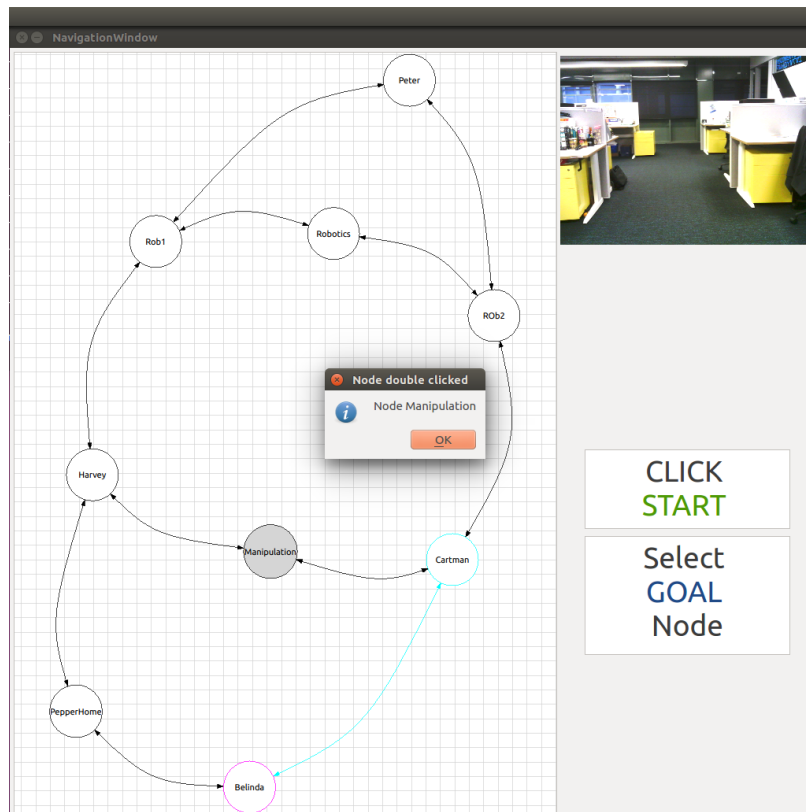 NavigationWindow
Peter
Rob1
Robotics
ROb2
Node double clicked
Node Manipulation
OK
Harvey
Manipulation
Cartman
PepperHome
Belinda
CLICK
START
Select
GOAL
Node